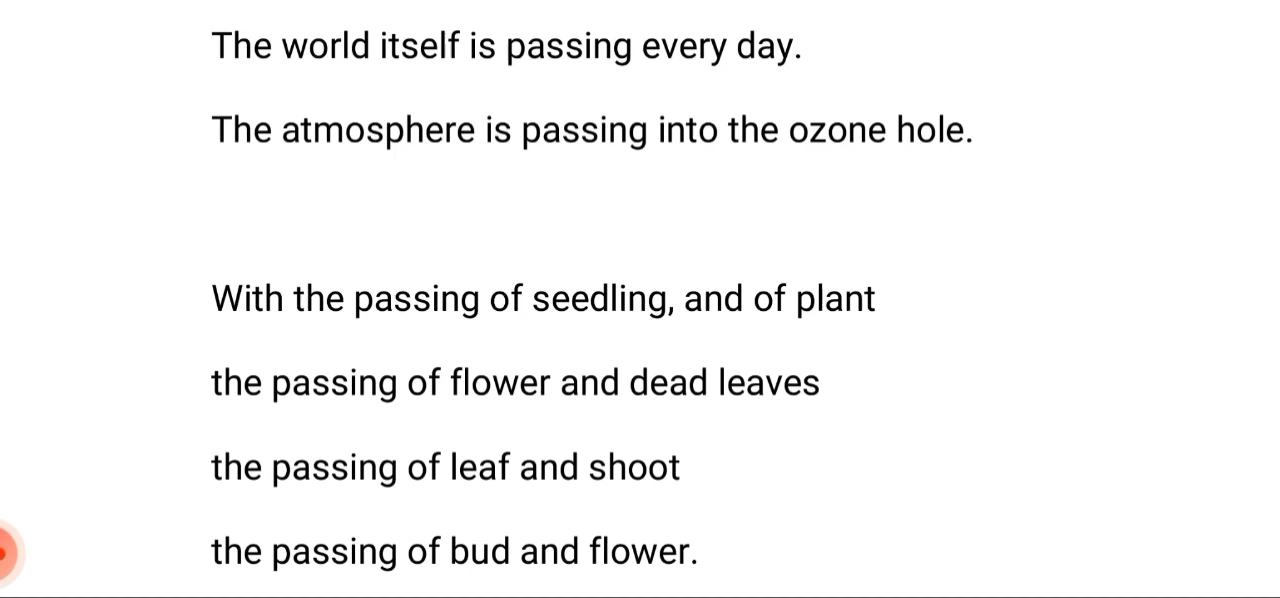 The world itself is passing every day.
The atmosphere is passing into the ozone hole.
With the passing of seedling, and of plant
the passing of flower and dead leaves
the passing of leaf and shoot
the passing of bud and flower.